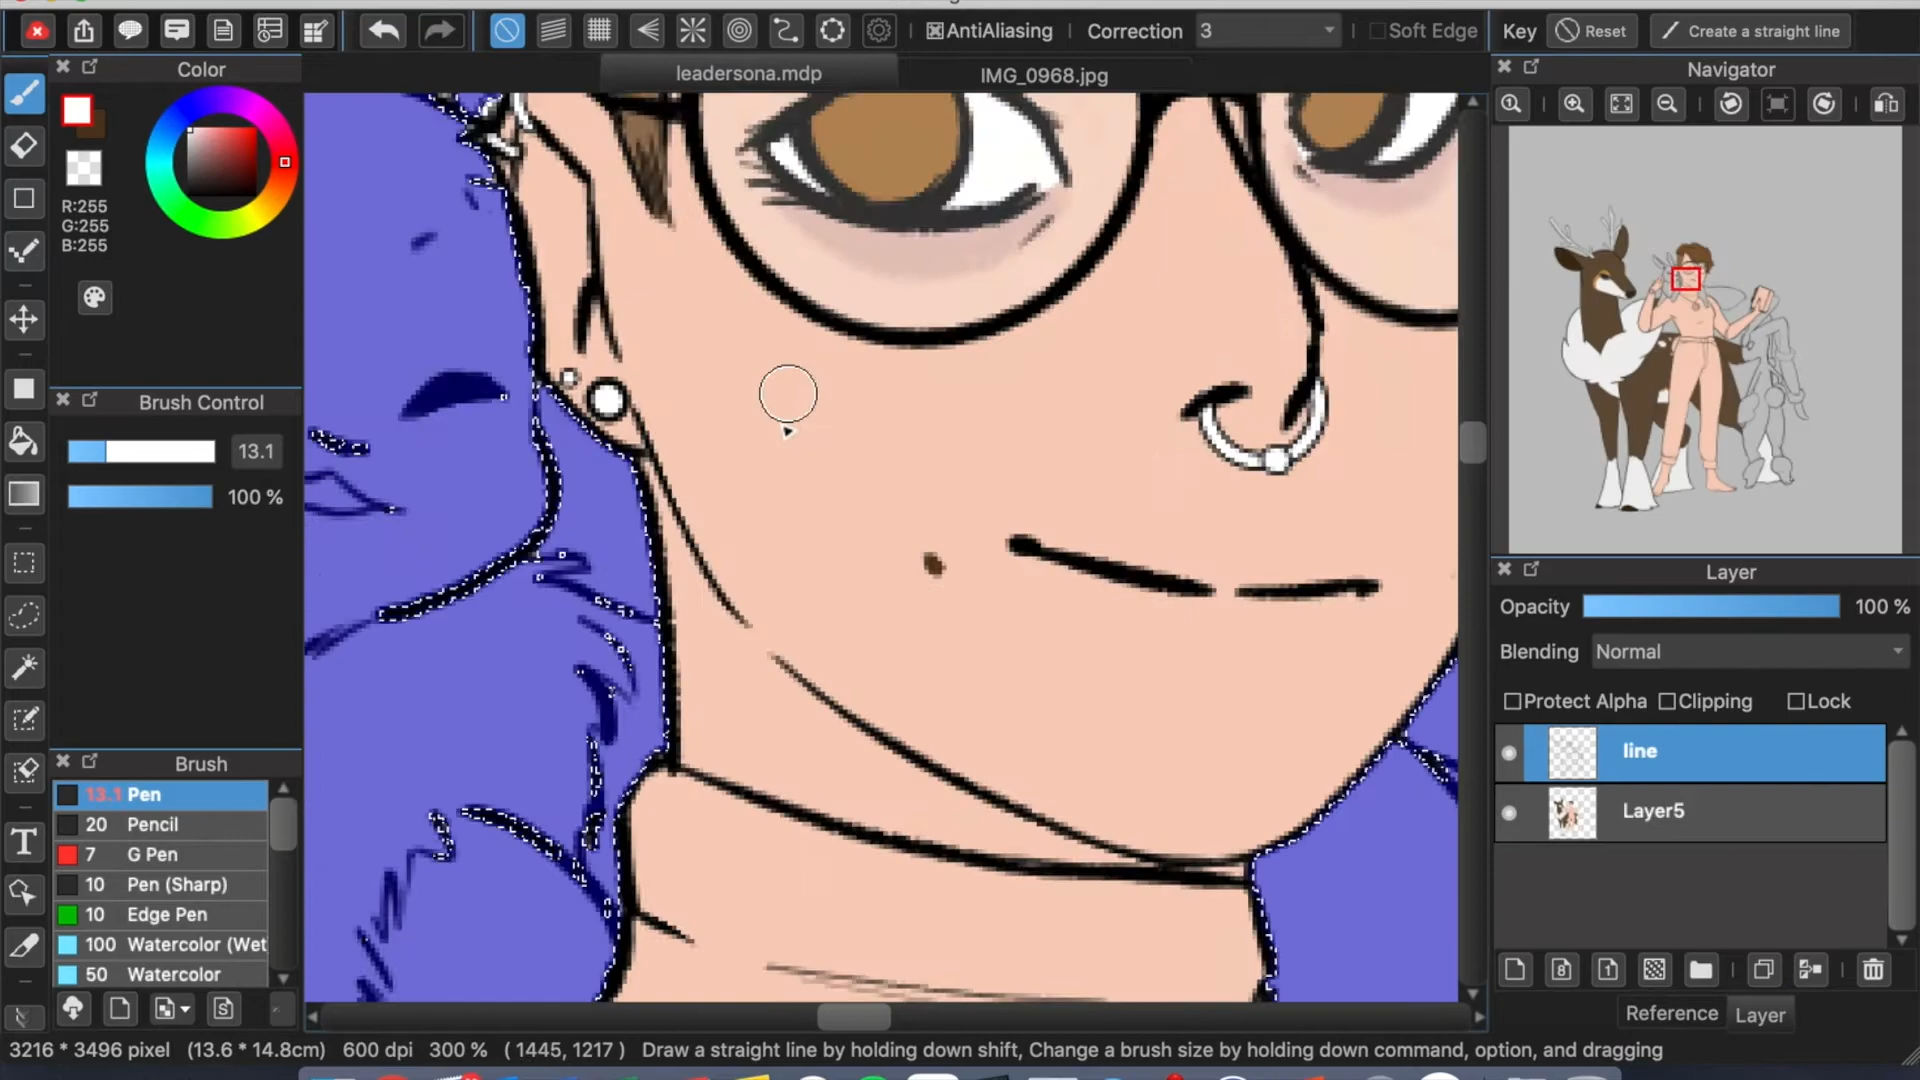 AntiAliasing
Correction
3
Soft Edge
Key
Reset
Create a straight line
Color
leadersona.mdp
IMG_0968.jpg
Navigator
R:255
G:255
B:255
Brush Control
13.1
100 %
Layer
Opacity
100 %
Blending
Normal
Protect Alpha
Clipping
Lock
line
Layer5
Brush
13.1 Pen
20 Pencil
7 G Pen
10 Pen (Sharp)
10 Edge Pen
100 Watercolor (Wet
50 Watercolor
T
8
1
S
Reference
Layer
3216 * 3496 pixel (13.6 * 14.8cm) 600 dpi 300 % ( 1445, 1217 ) Draw a straight line by holding down shift, Change a brush size by holding down command, option, and dragging